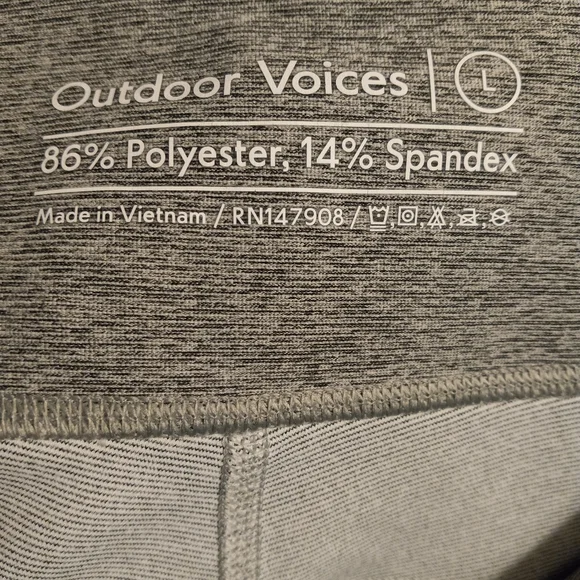 Outdoor Voices | L
86% Polyester, 14% Spandex
Made in Vietnam / RN147908 /